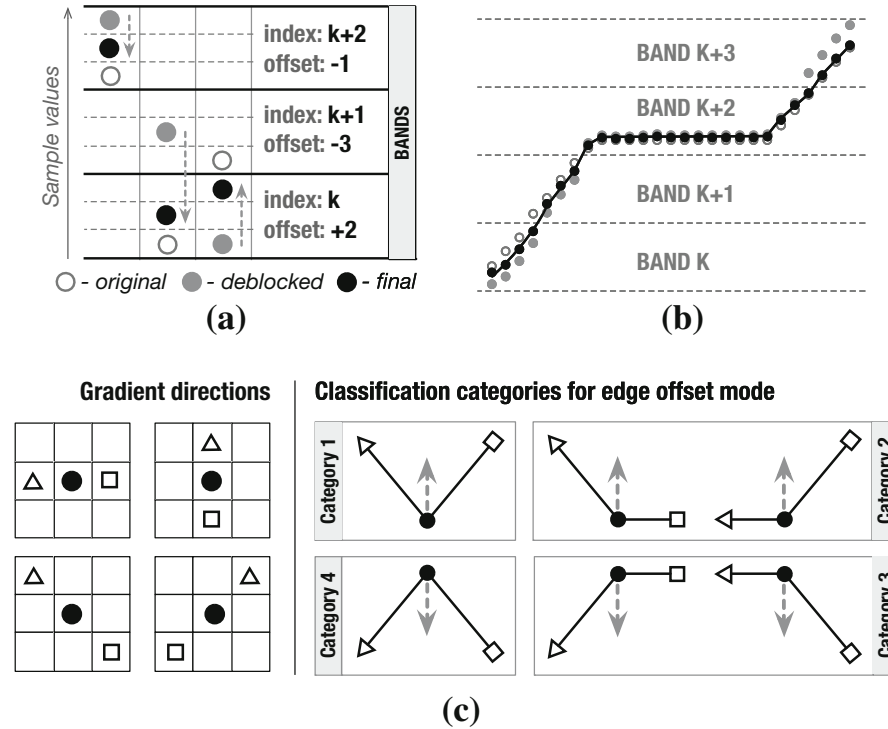 Sample values
index: k+2
offset: -1
index: k+1
offset: -3
index: k
offset: +2
BANDS
- original
- deblocked
- final
(a)
BAND K+3
BAND K+2
BAND K+1
BAND K
(b)
Gradient directions
Classification categories for edge offset mode
Category 1
Category 2
Category 4
Category 3
(c)